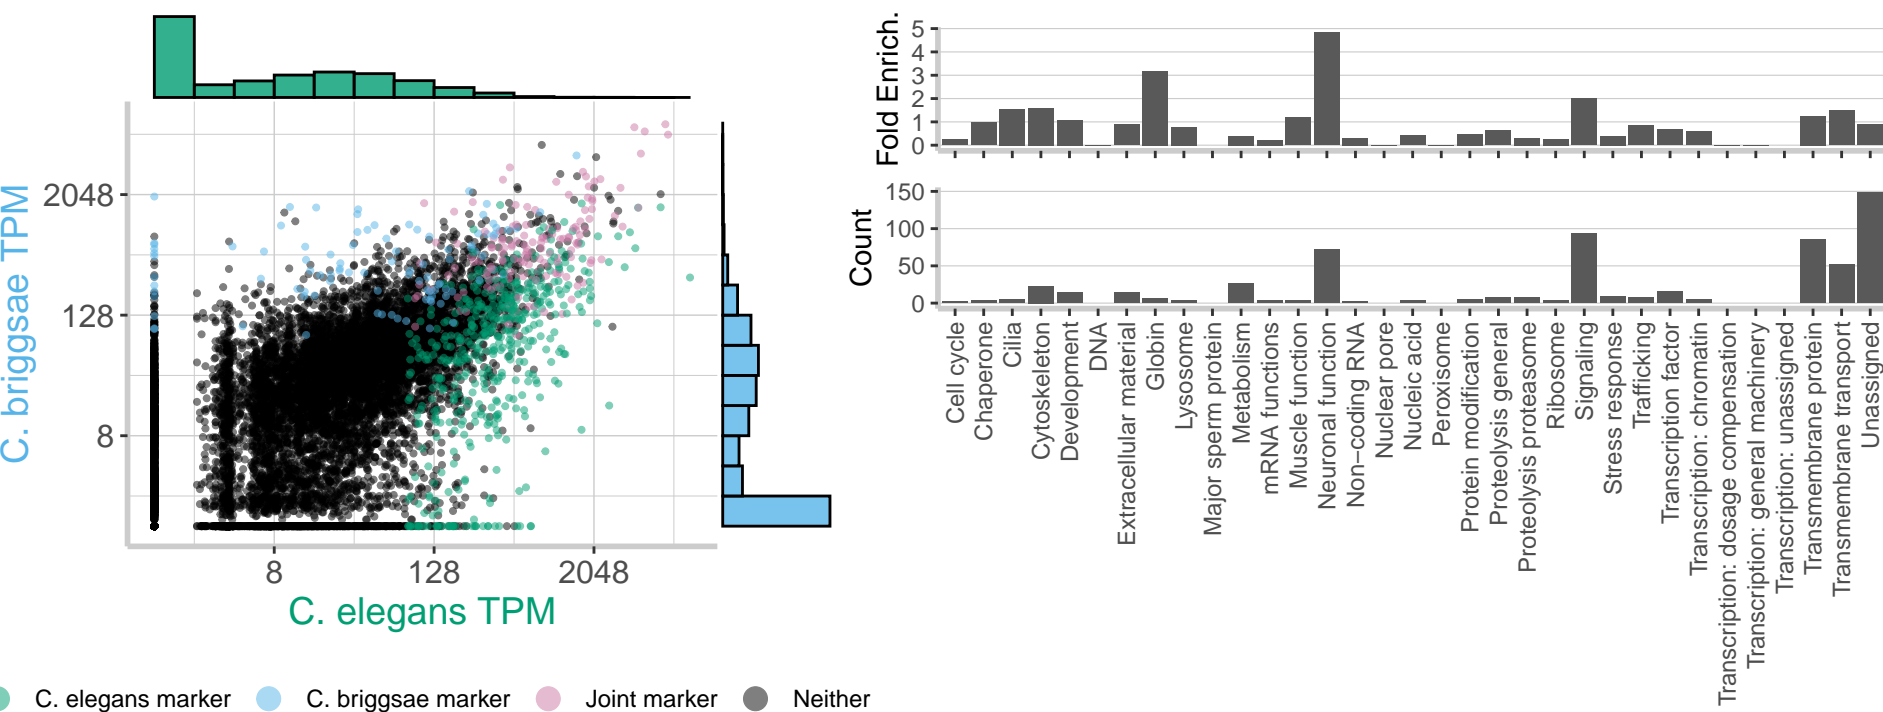 C. briggsae TPM
2048
128
8
8
128
2048
C. elegans TPM
C. elegans marker
C. briggsae marker
Joint marker
Neither
Fold Enrich.
5
4
3
2
1
0
Count
150
100
50
0
Cell cycle
Chaperone
Cilia
Cytoskeleton
Development
DNA
Extracellular material
Globin
Lysosome
Major sperm protein
Metabolism
mRNA functions
Muscle function
Neuronal function
Non−coding RNA
Nuclear pore
Nucleic acid
Peroxisome
Protein modification
Proteolysis general
Proteolysis proteasome
Ribosome
Signaling
Stress response
Trafficking
Transcription factor
Transcription: chromatin
Transcription: dosage compensation
Transcription: general machinery
Transcription: unassigned
Transmembrane protein
Transmembrane transport
Unassigned